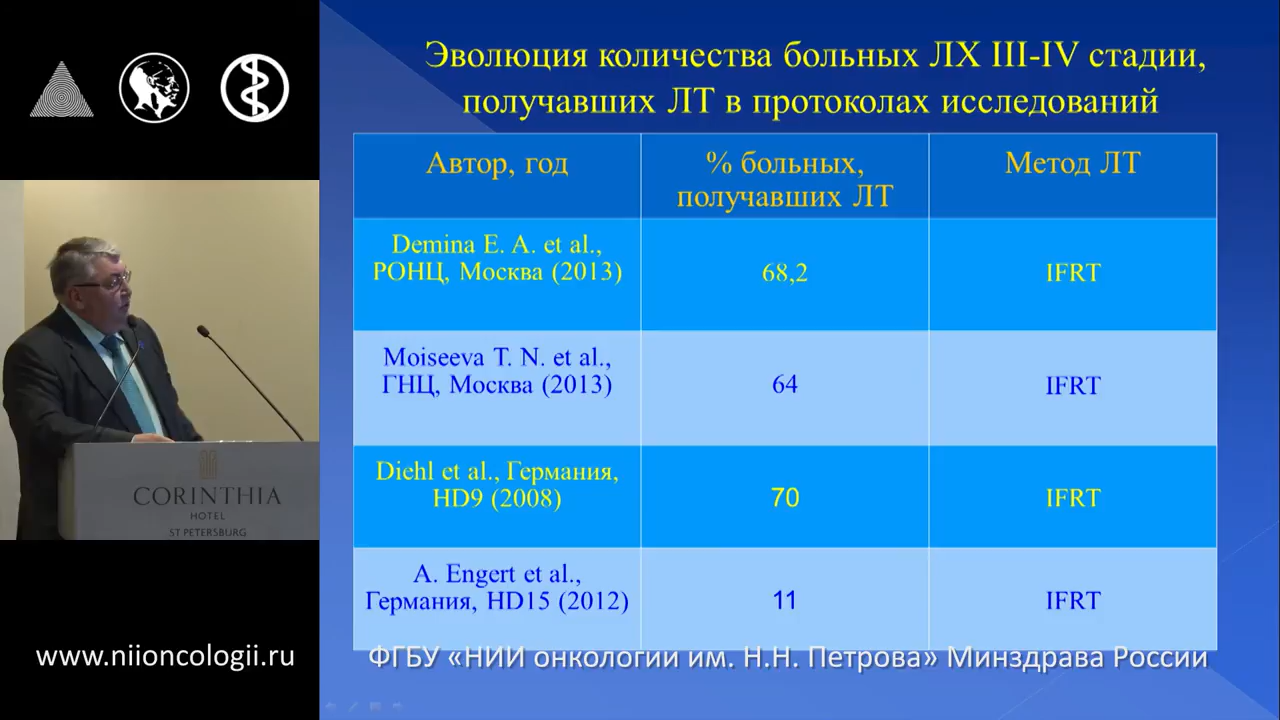 Эволюция количества больных ЛХ III-IV стадии,
получавших ЛТ в протоколах исследований
Автор, год
% больных,
получавших ЛТ
Метод ЛТ
Demina E. A. et al.,
РОНЦ, Москва (2013)
68,2
IFRT
Moiseeva T. N. et al.,
ГНЦ, Москва (2013)
64
IFRT
Diehl et al., Германия,
HD9 (2008)
70
IFRT
A. Engert et al.,
Германия, HD15 (2012)
11
IFRT
CORINTHIA
HOTEL
ST PETERSBURG
www.niioncologii.ru
ФГБУ «НИИ онкологии им. Н.Н. Петрова» Минздрава России